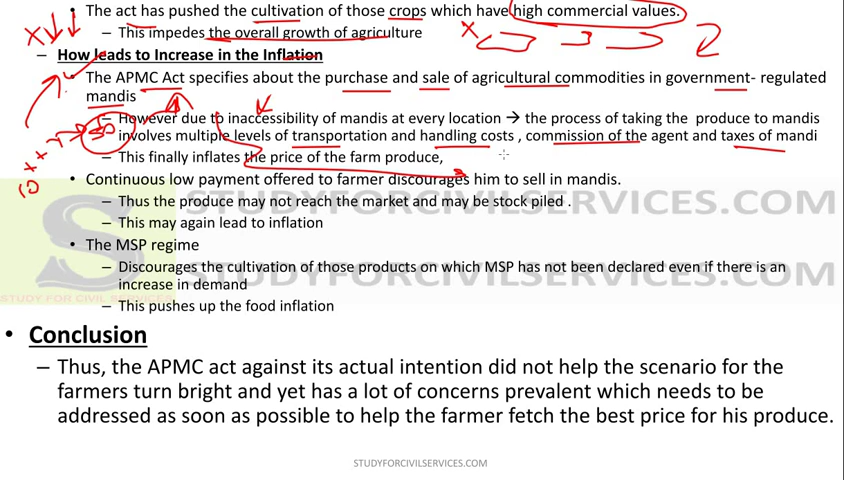 • The act has pushed the cultivation of those crops which have high commercial values.
– This impedes the overall growth of agriculture
– How leads to Increase in the Inflation
• The APMC Act specifies about the purchase and sale of agricultural commodities in government- regulated
mandis
– However due to inaccessibility of mandis at every location → the process of taking the produce to mandis
involves multiple levels of transportation and handling costs , commission of the agent and taxes of mandi
– This finally inflates the price of the farm produce,
• Continuous low payment offered to farmer discourages him to sell in mandis.
– Thus the produce may not reach the market and may be stock piled .
– This may again lead to inflation
• The MSP regime
– Discourages the cultivation of those products on which MSP has not been declared even if there is an
increase in demand
– This pushes up the food inflation
• Conclusion
– Thus, the APMC act against its actual intention did not help the scenario for the
farmers turn bright and yet has a lot of concerns prevalent which needs to be
addressed as soon as possible to help the farmer fetch the best price for his produce.
STUDYFORCIVILSERVICES.COM
STUDYFORCIVILSERVICES.COM
STUDYFORCIVILSERVICES.COM
STUDY FOR CIVIL SERVICES
50
10